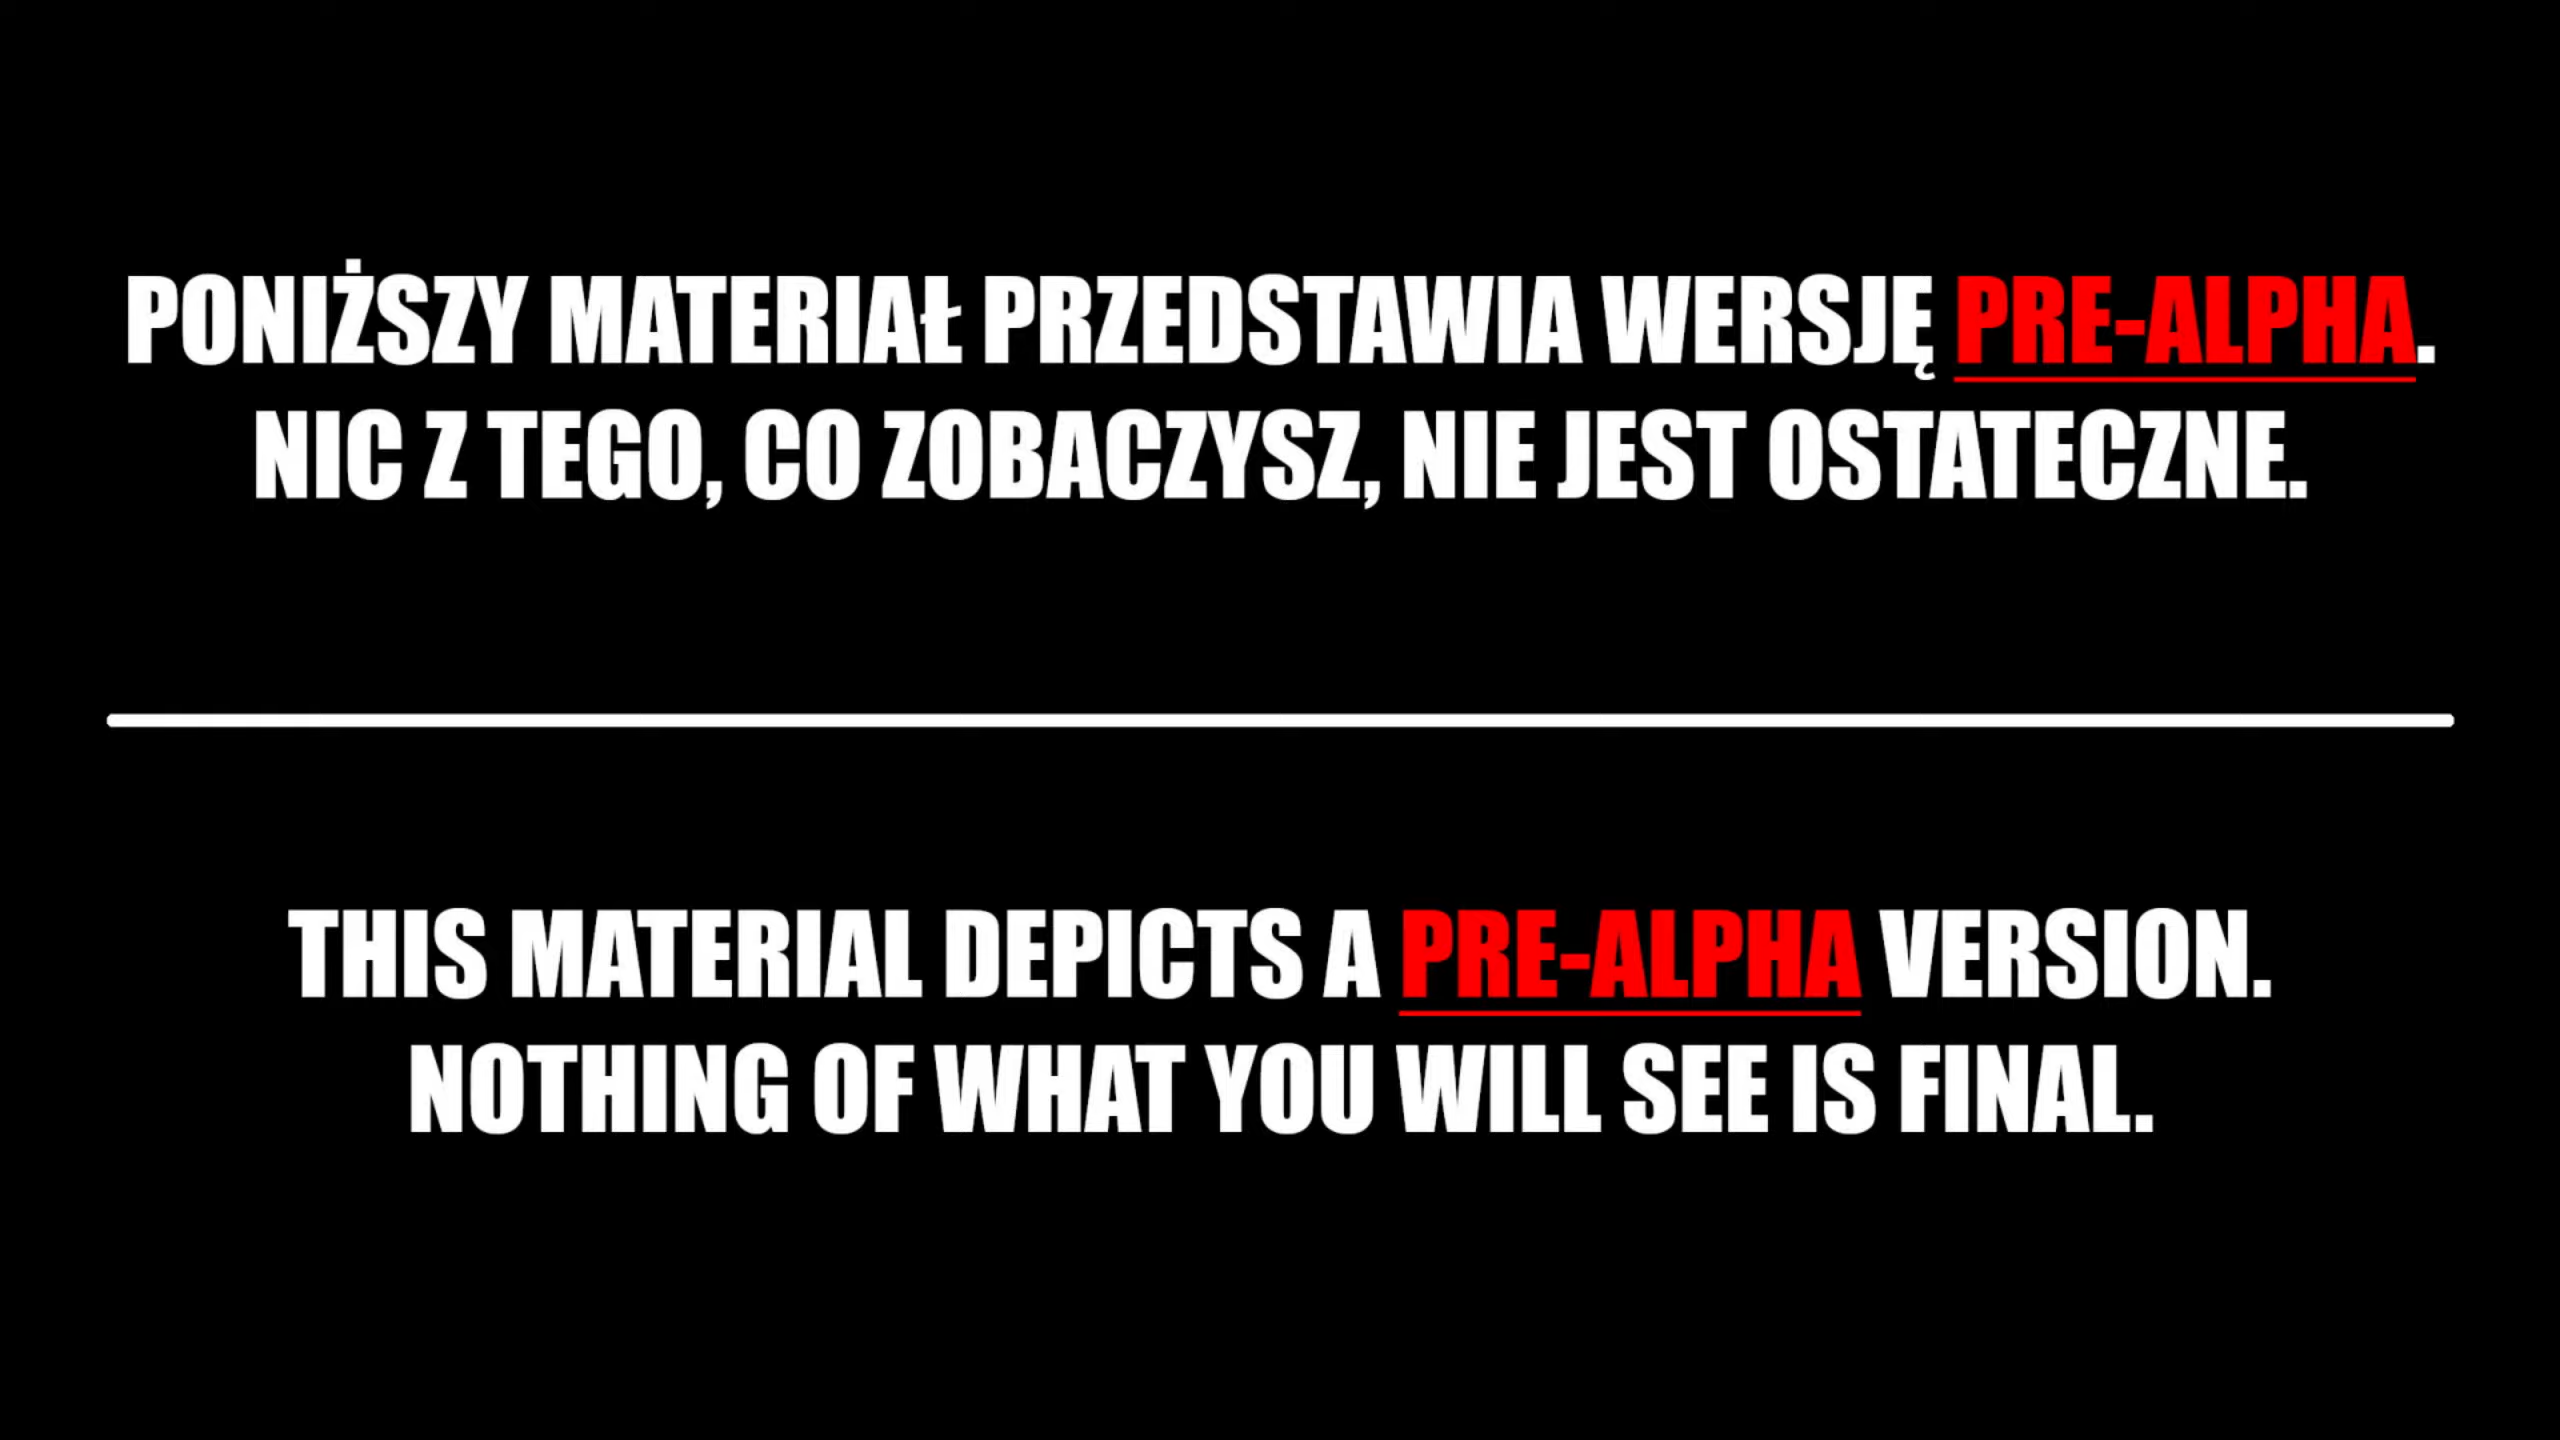 PONIŻSZY MATERIAŁ PRZEDSTAWIA WERSJĘ PRE-ALPHA.
NIC Z TEGO, CO ZOBACZYSZ, NIE JEST OSTATECZNE.
THIS MATERIAL DEPICTS A PRE-ALPHA VERSION.
NOTHING OF WHAT YOU WILL SEE IS FINAL.